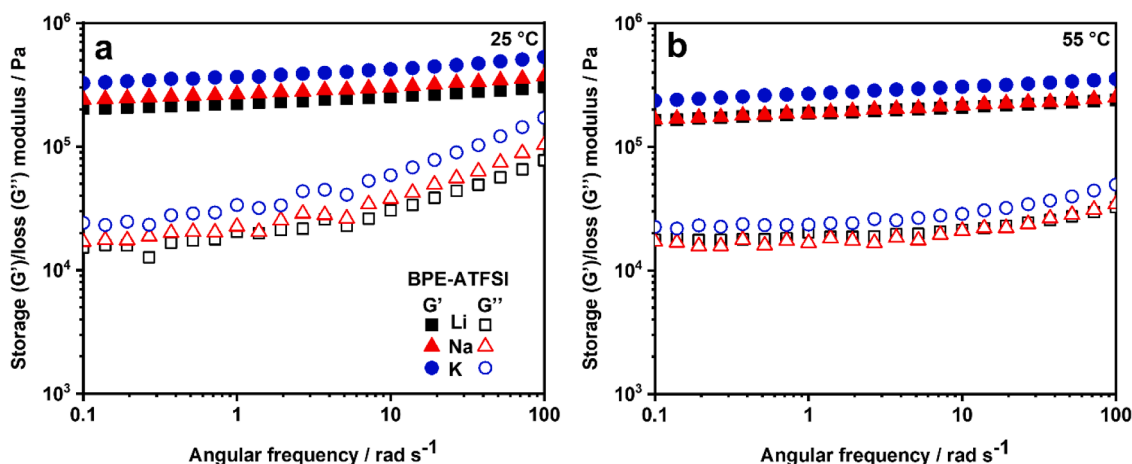 a
25 °C
Storage (G')/loss (G'') modulus / Pa
10^6
10^5
10^4
10^3
BPE-ATFSI
G' G''
Li
Na
K
0.1 1 10 100
Angular frequency / rad s^-1
b
55 °C
Storage (G')/loss (G'') modulus / Pa
10^6
10^5
10^4
10^3
0.1 1 10 100
Angular frequency / rad s^-1